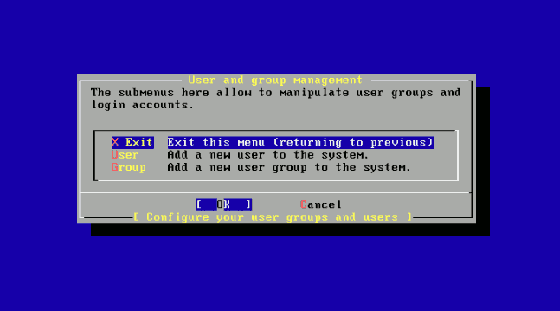 User and group management
The submenus here allow to manipulate user groups and
login accounts.
X Exit Exit this menu (returning to previous)
User Add a new user to the system.
Group Add a new user group to the system.
[ OK ] Cancel
[ Configure your user groups and users ]